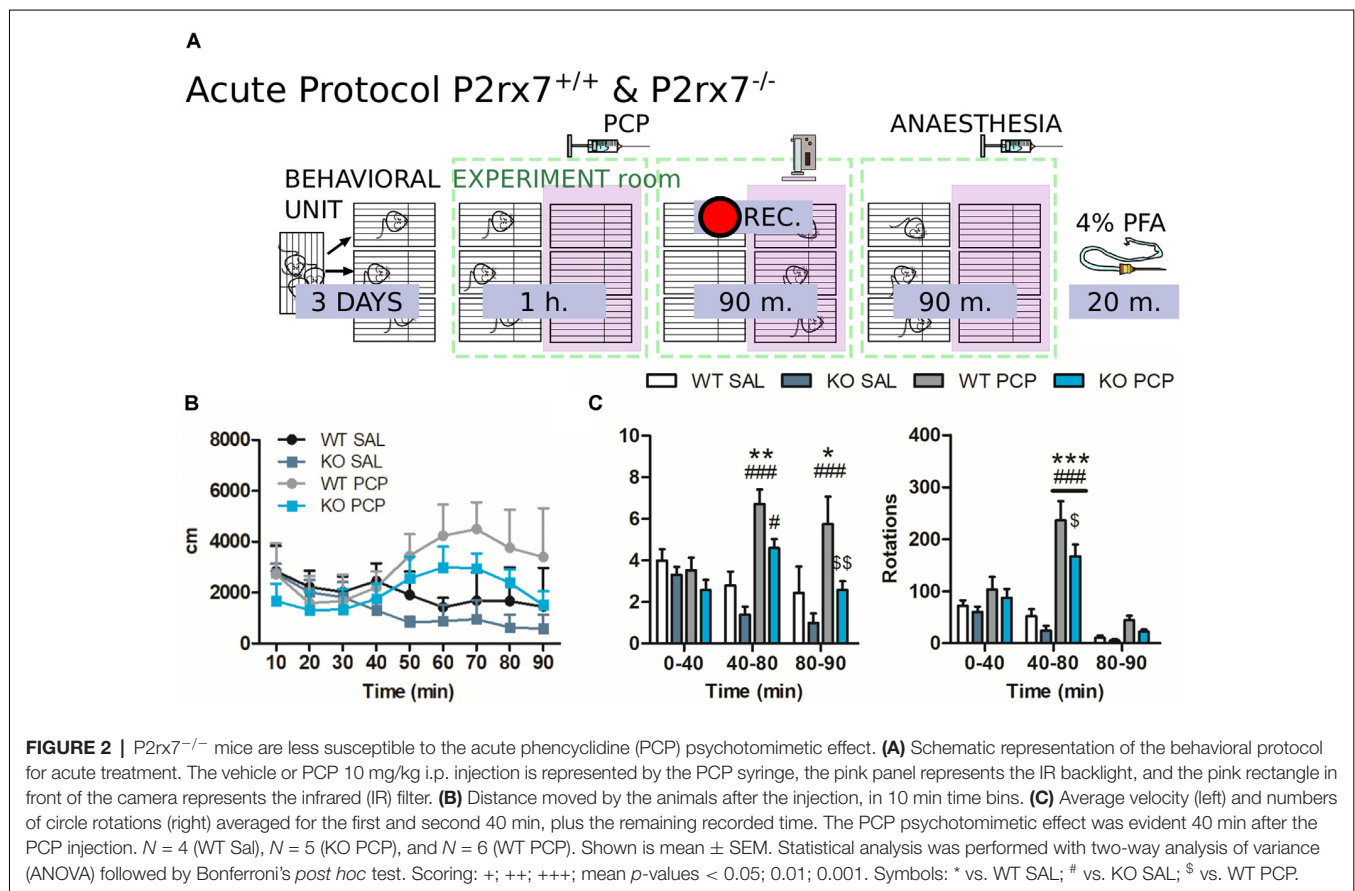 A
Acute Protocol P2rx7+/+ & P2rx7-/-
PCP
ANAESTHESIA
BEHAVIORAL EXPERIMENT room
UNIT
REC.
4% PFA
3 DAYS
1 h.
90 m.
90 m.
20 m.
WT SAL KO SAL WT PCP KO PCP
B
8000
6000
4000
2000
0
cm
WT SAL
KO SAL
WT PCP
KO PCP
10 20 30 40 50 60 70 80 90
Time (min)
C
10
8
6
4
2
0
**
###
#
*
###
$$
0-40 40-80 80-90
Time (min)
400
300
200
100
0
Rotations
***
###
$
0-40 40-80 80-90
Time (min)
FIGURE 2 | P2rx7−/− mice are less susceptible to the acute phencyclidine (PCP) psychotomimetic effect. (A) Schematic representation of the behavioral protocol
for acute treatment. The vehicle or PCP 10 mg/kg i.p. injection is represented by the PCP syringe, the pink panel represents the IR backlight, and the pink rectangle in
front of the camera represents the infrared (IR) filter. (B) Distance moved by the animals after the injection, in 10 min time bins. (C) Average velocity (left) and numbers
of circle rotations (right) averaged for the first and second 40 min, plus the remaining recorded time. The PCP psychotomimetic effect was evident 40 min after the
PCP injection. N = 4 (WT Sal), N = 5 (KO PCP), and N = 6 (WT PCP). Shown is mean ± SEM. Statistical analysis was performed with two-way analysis of variance
(ANOVA) followed by Bonferroni's post hoc test. Scoring: +; ++; +++; mean p-values < 0.05; 0.01; 0.001. Symbols: * vs. WT SAL; # vs. KO SAL; $ vs. WT PCP.